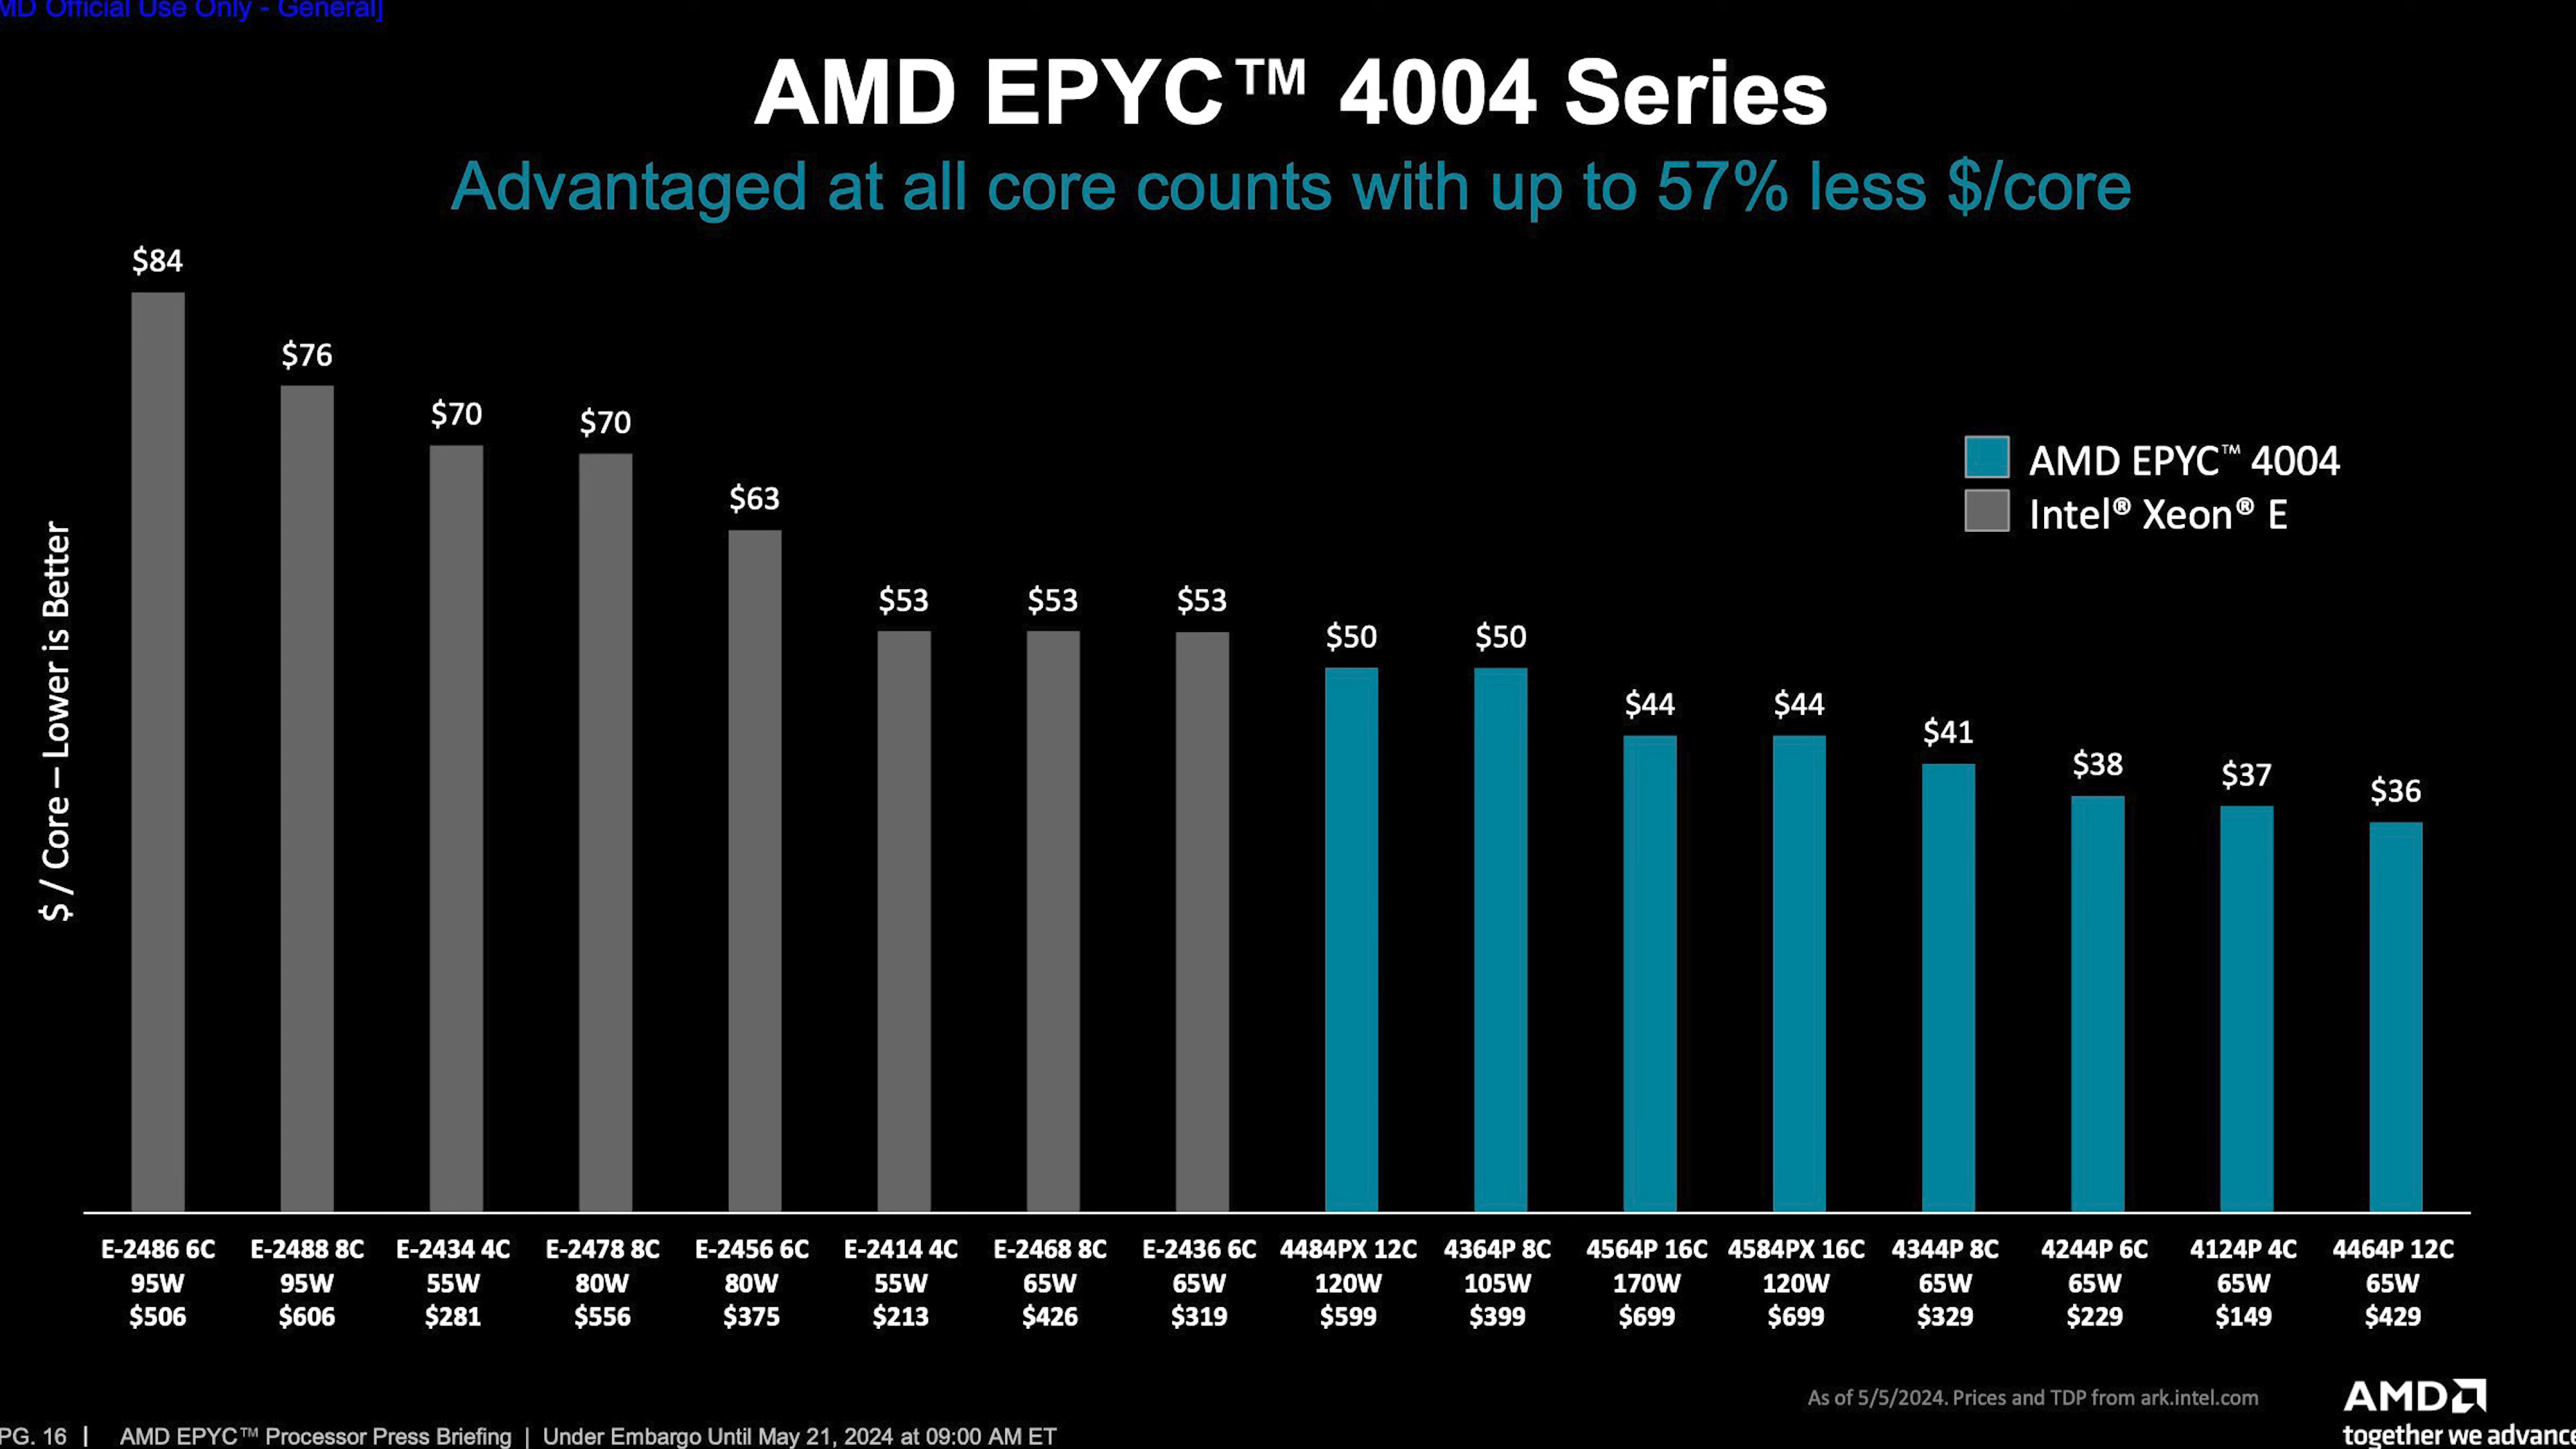 MD Official Use Only - General]
AMD EPYC™ 4004 Series
Advantaged at all core counts with up to 57% less $/core
$ / Core – Lower is Better
$84
$76
$70
$70
$63
$53
$53
$53
$50
$50
$44
$44
$41
$38
$37
$36
AMD EPYC™ 4004
Intel® Xeon® E
E-2486 6C E-2488 8C E-2434 4C E-2478 8C E-2456 6C E-2414 4C E-2468 8C E-2436 6C 4484PX 12C 4364P 8C 4564P 16C 4584PX 16C 4344P 8C 4244P 6C 4124P 4C 4464P 12C
95W 95W 55W 80W 80W 55W 65W 65W 120W 105W 170W 120W 65W 65W 65W 65W
$506 $606 $281 $556 $375 $213 $426 $319 $599 $399 $699 $699 $329 $229 $149 $429
As of 5/5/2024. Prices and TDP from ark.intel.com
AMD
together we advanc
PG. 16 | AMD EPYC™ Processor Press Briefing | Under Embargo Until May 21, 2024 at 09:00 AM ET